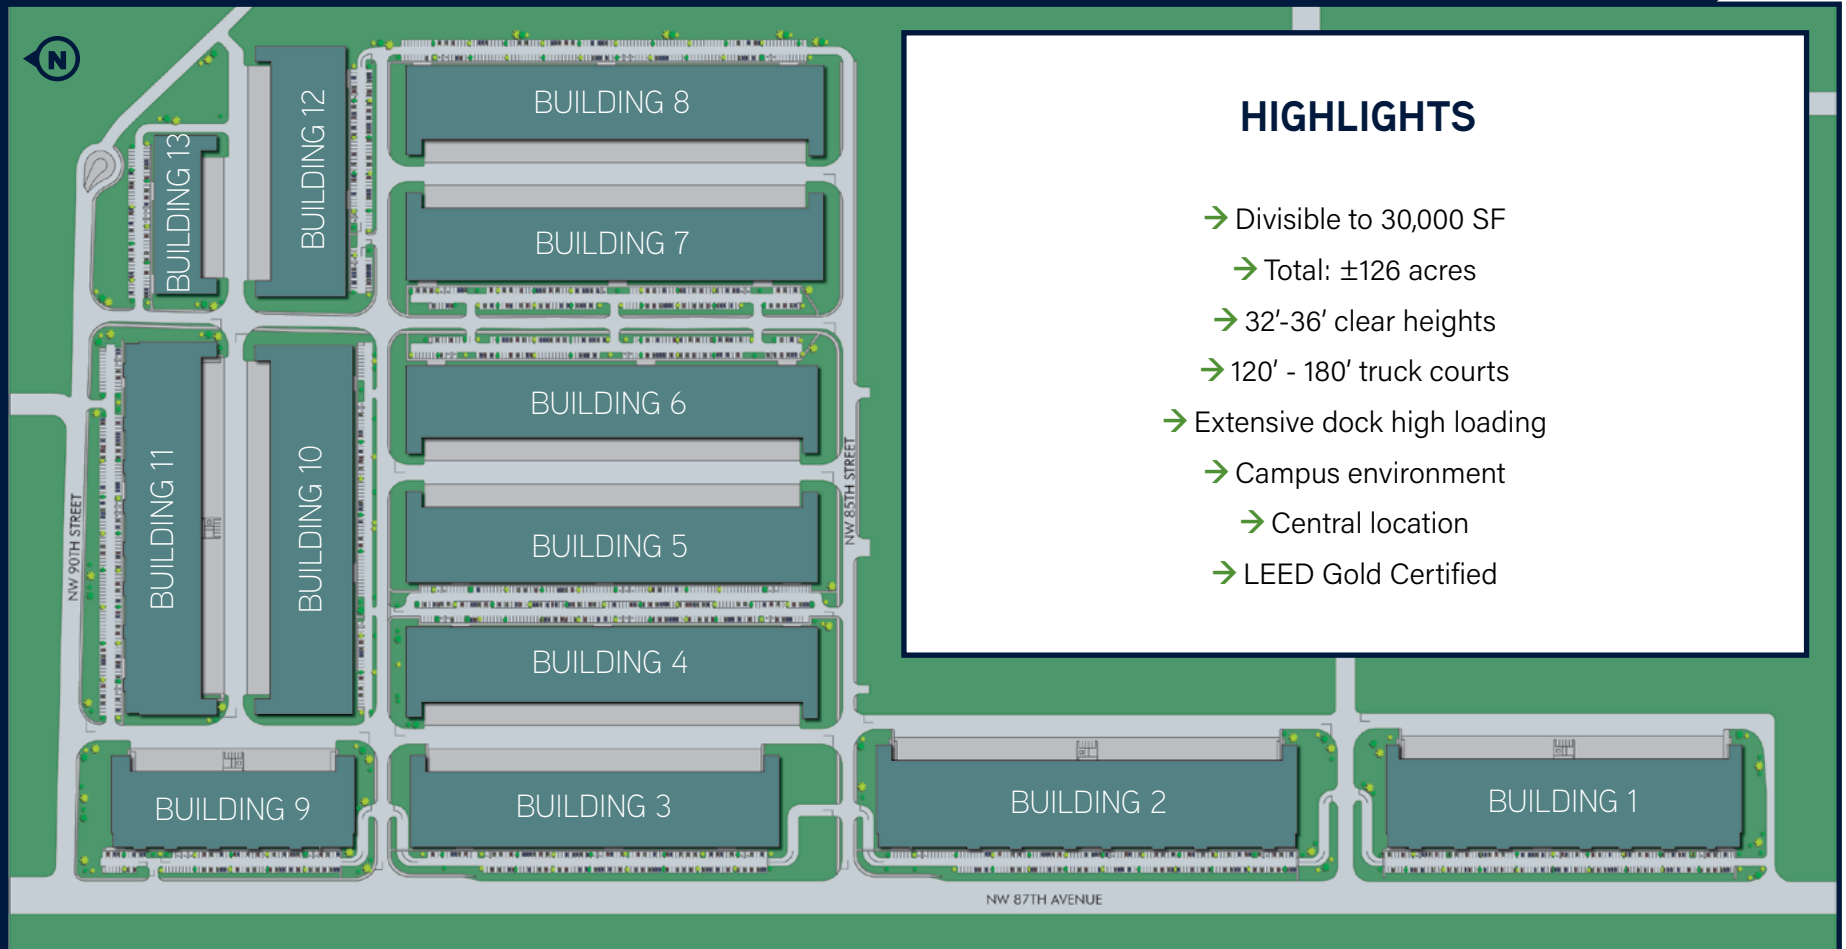 N
BUILDING 8
BUILDING 12
BUILDING 13
BUILDING 7
BUILDING 6
BUILDING 11
BUILDING 10
BUILDING 5
BUILDING 4
NW 90TH STREET
NW 85TH STREET
BUILDING 9
BUILDING 3
BUILDING 2
BUILDING 1
NW 87TH AVENUE
HIGHLIGHTS
→ Divisible to 30,000 SF
→ Total: ±126 acres
→ 32’-36’ clear heights
→ 120’ - 180’ truck courts
→ Extensive dock high loading
→ Campus environment
→ Central location
→ LEED Gold Certified